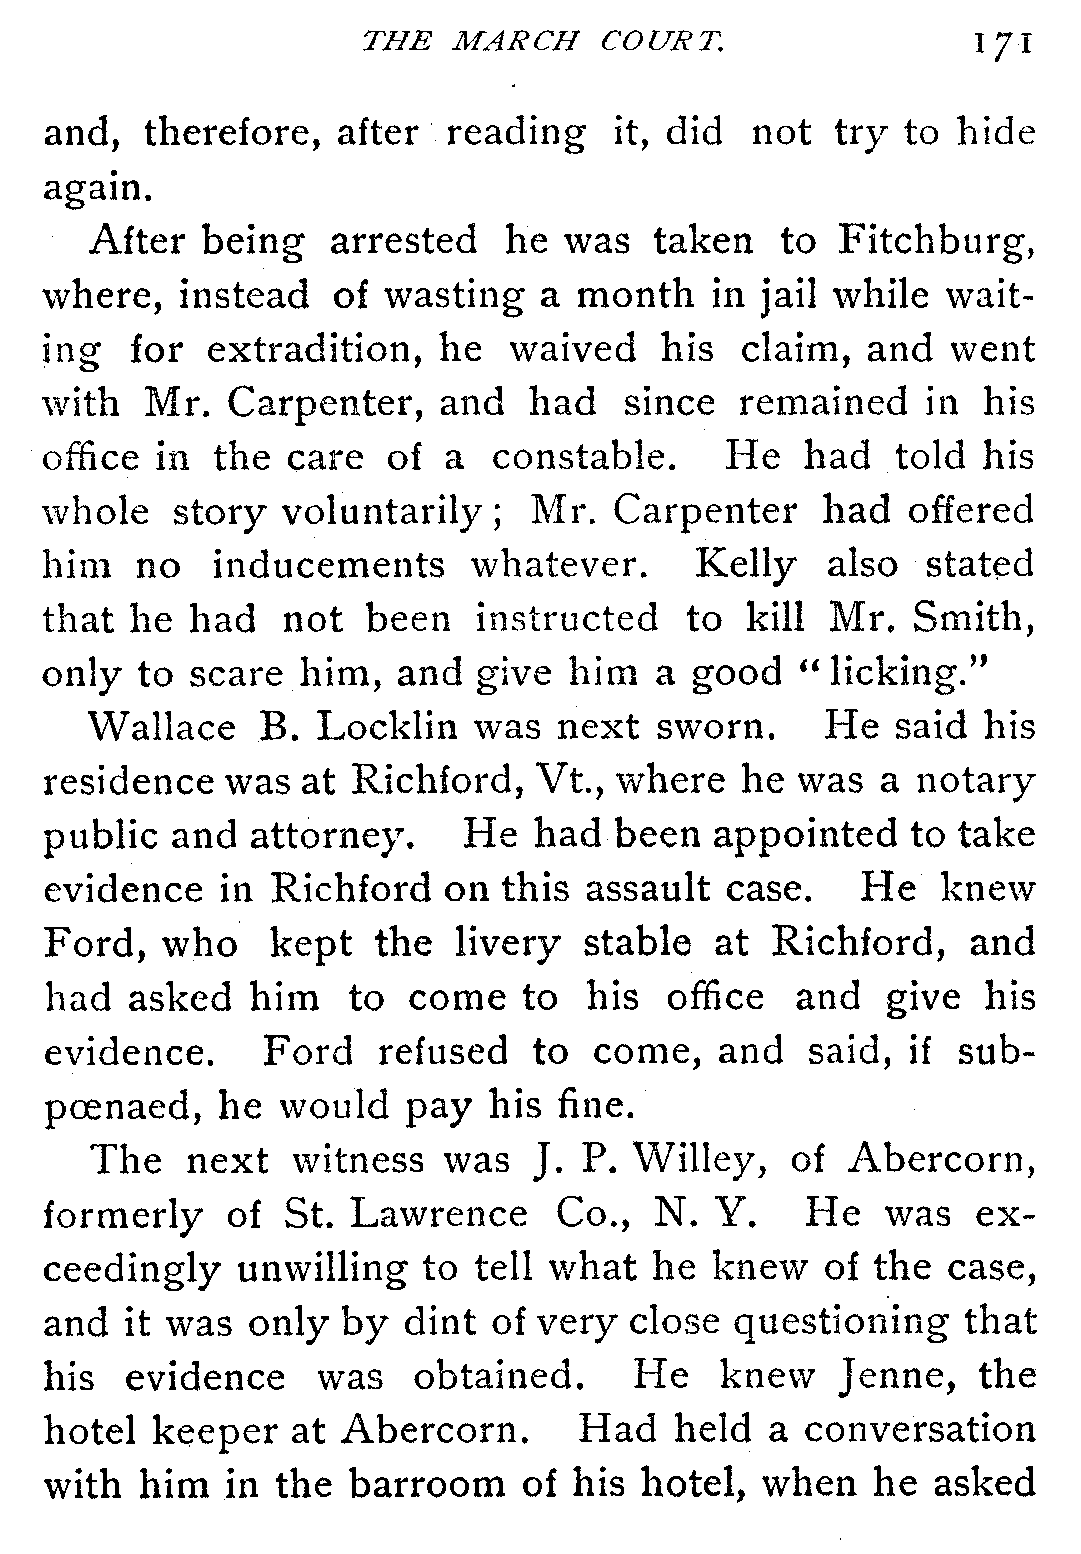 THE MARCH COURT. 171
and, therefore, after reading it, did not try to hide
again.
After being arrested he was taken to Fitchburg,
where, instead of wasting a month in jail while wait-
ing for extradition, he waived his claim, and went
with Mr. Carpenter, and had since remained in his
office in the care of a constable. He had told his
whole story voluntarily; Mr. Carpenter had offered
him no inducements whatever. Kelly also stated
that he had not been instructed to kill Mr. Smith,
only to scare him, and give him a good “licking.”
Wallace B. Locklin was next sworn. He said his
residence was at Richford, Vt., where he was a notary
public and attorney. He had been appointed to take
evidence in Richford on this assault case. He knew
Ford, who kept the livery stable at Richford, and
had asked him to come to his office and give his
evidence. Ford refused to come, and said, if sub-
pœnaed, he would pay his fine.
The next witness was J. P. Willey, of Abercorn,
formerly of St. Lawrence Co., N. Y. He was ex-
ceedingly unwilling to tell what he knew of the case,
and it was only by dint of very close questioning that
his evidence was obtained. He knew Jenne, the
hotel keeper at Abercorn. Had held a conversation
with him in the barroom of his hotel, when he asked